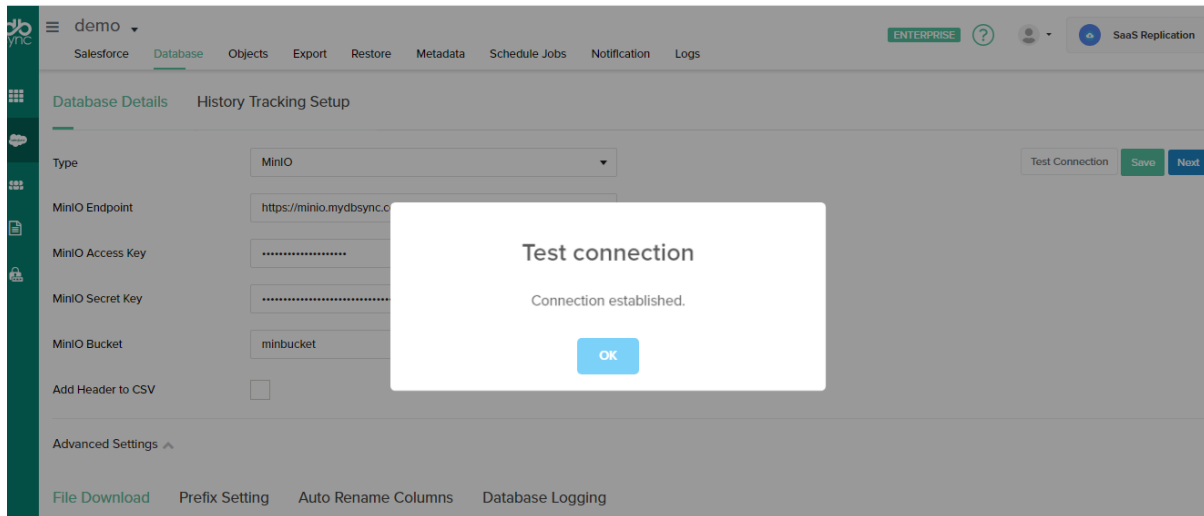 db
demo
ync
Salesforce Database Objects Export Restore Metadata Schedule Jobs Notification Logs
ENTERPRISE ? SaaS Replication
Database Details History Tracking Setup
Type MinIO
Test Connection Save Next
MinIO Endpoint https://minio.mydbsync.c
MinIO Access Key
MinIO Secret Key
MinIO Bucket minbucket
Add Header to CSV
Test connection
Connection established.
OK
Advanced Settings
File Download Prefix Setting Auto Rename Columns Database Logging